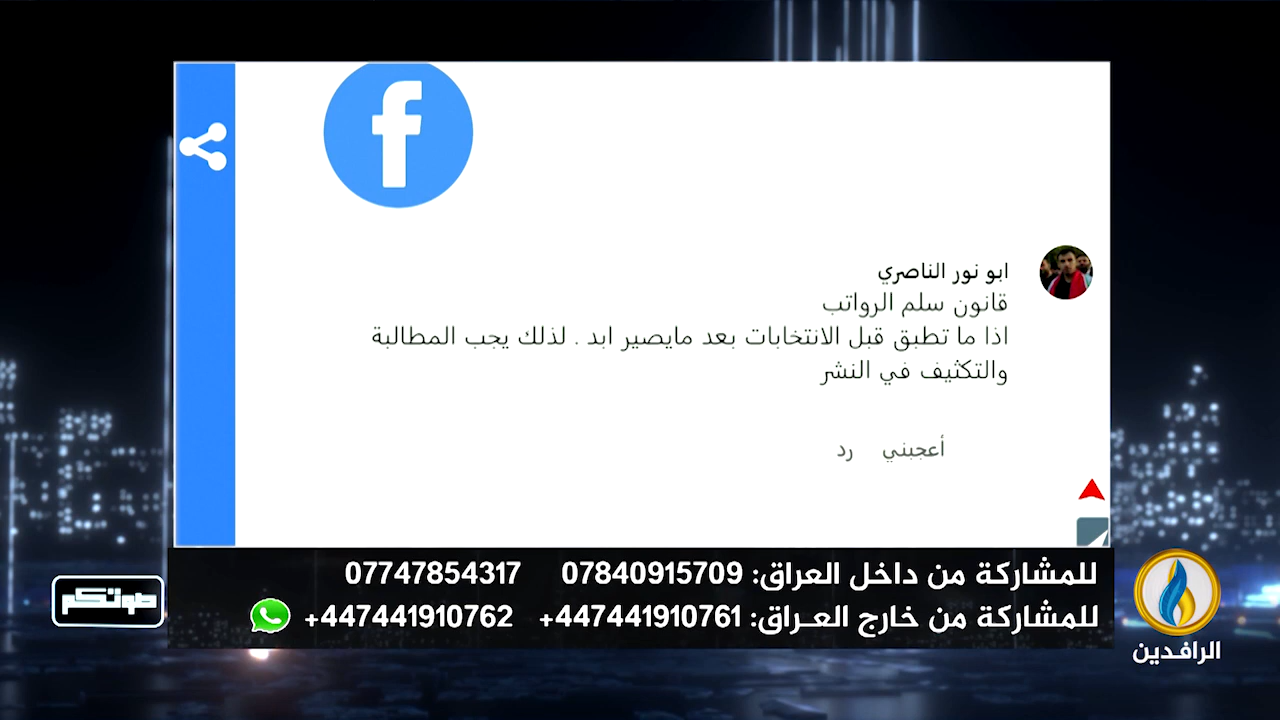 f
ابو نور الناصري
قانون سلم الرواتب
اذا ما تطبق قبل الانتخابات بعد مايصير ابد . لذلك يجب المطالبة
والتكثيف في النشر
أعجبني رد
للمشاركة من داخل العراق: 07840915709 07747854317
للمشاركة من خارج العـراق: 447441910761+ 447441910762+
صوتكم
الرافدين